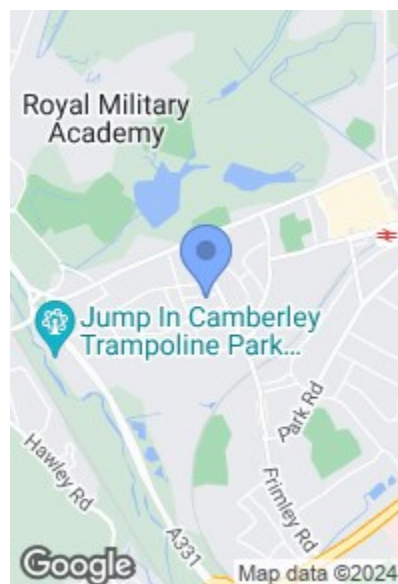 Royal Military
Academy
Jump In Camberley
Trampoline Park...
Park Rd
Hawley Rd
Frimley Rd
A331
Google
Map data ©2024